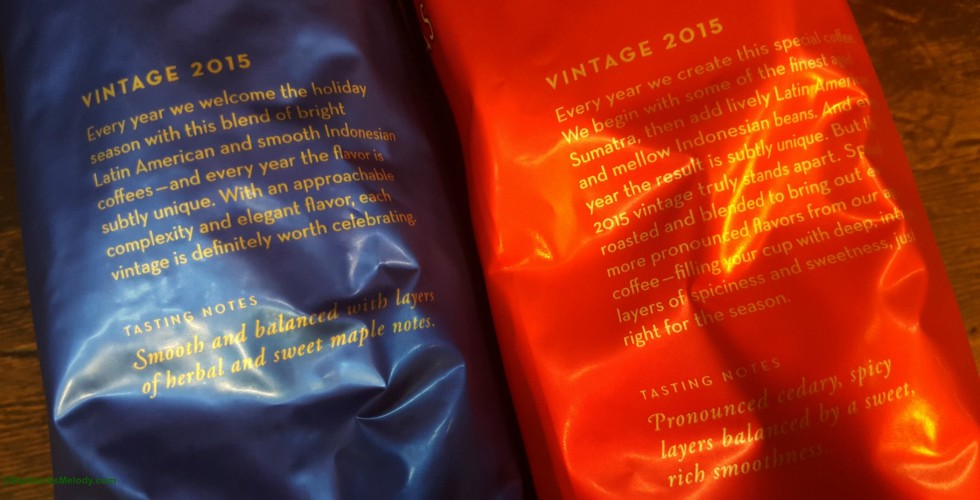 VINTAGE 2015
Every year we welcome the holiday
season with this blend of bright
Latin American and smooth Indonesian
coffees—and every year the flavor is
subtly unique. With an approachable
complexity and elegant flavor, each
vintage is definitely worth celebrating.
TASTING NOTES
Smooth and balanced with layers
of herbal and sweet maple notes.
VINTAGE 2015
Every year we create this special coffee.
We begin with some of the finest
Sumatra, then add lively Latin
and mellow Indonesian beans. And
year the result is subtly unique. But
2015 vintage truly stands apart.
roasted and blended to bring out
more pronounced flavors from our
coffee—filling your cup with deep,
layers of spiciness and sweetness,
right for the season.
TASTING NOTES
Pronounced cedary, spicy
layers balanced by a sweet,
rich smoothness.